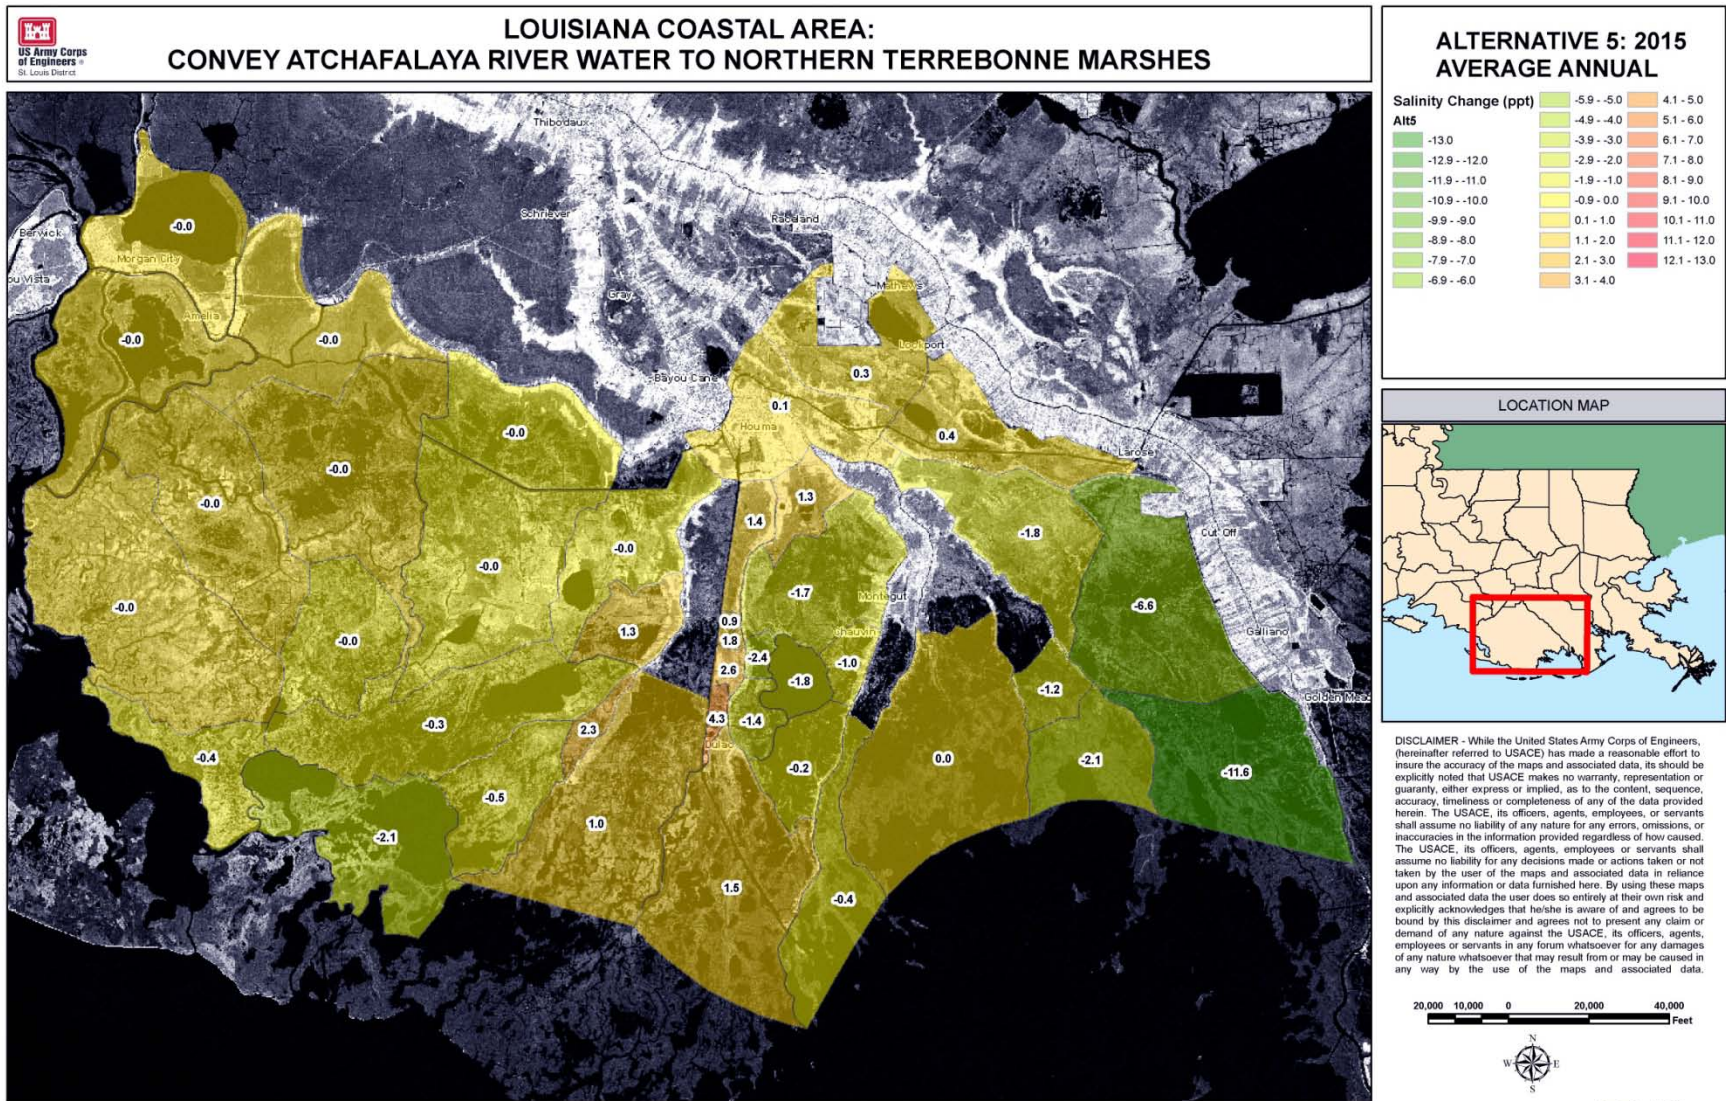 US Army Corps
of Engineers ®
St. Louis District
LOUISIANA COASTAL AREA:
CONVEY ATCHAFALAYA RIVER WATER TO NORTHERN TERREBONNE MARSHES
Thibodaux
Schriever
Raceland
Berwick
Morgan City
ou Vista
Gray
Mathews
Amelia
Lockport
Bayou Cane
Houma
Larose
Cut Off
Montegut
Chauvin
Galliano
Golden Mead
Dulac
-0.0
-0.0
-0.0
0.3
0.1
-0.0
0.4
-0.0
-0.0
1.3
1.4
-1.8
-0.0
-0.0
-1.7
-0.0
-6.6
0.9
1.3
-0.0
1.8
-2.4
-1.0
2.6
-1.8
-1.2
4.3
-1.4
-0.3
2.3
-0.4
0.0
-2.1
-0.2
-11.6
-0.5
1.0
-2.1
1.5
-0.4
ALTERNATIVE 5: 2015
AVERAGE ANNUAL
Salinity Change (ppt)
Alt5
-13.0
-12.9 - -12.0
-11.9 - -11.0
-10.9 - -10.0
-9.9 - -9.0
-8.9 - -8.0
-7.9 - -7.0
-6.9 - -6.0
-5.9 - -5.0
-4.9 - -4.0
-3.9 - -3.0
-2.9 - -2.0
-1.9 - -1.0
-0.9 - 0.0
0.1 - 1.0
1.1 - 2.0
2.1 - 3.0
3.1 - 4.0
4.1 - 5.0
5.1 - 6.0
6.1 - 7.0
7.1 - 8.0
8.1 - 9.0
9.1 - 10.0
10.1 - 11.0
11.1 - 12.0
12.1 - 13.0
LOCATION MAP
DISCLAIMER - While the United States Army Corps of Engineers,
(hereinafter referred to USACE) has made a reasonable effort to
insure the accuracy of the maps and associated data, its should be
explicitly noted that USACE makes no warranty, representation or
guaranty, either express or implied, as to the content, sequence,
accuracy, timeliness or completeness of any of the data provided
herein. The USACE, its officers, agents, employees, or servants
shall assume no liability of any nature for any errors, omissions, or
inaccuracies in the information provided regardless of how caused.
The USACE, its officers, agents, employees or servants shall
assume no liability for any decisions made or actions taken or not
taken by the user of the maps and associated data in reliance
upon any information or data furnished here. By using these maps
and associated data the user does so entirely at their own risk and
explicitly acknowledges that he/she is aware of and agrees to be
bound by this disclaimer and agrees not to present any claim or
demand of any nature against the USACE, its officers, agents,
employees or servants in any forum whatsoever for any damages
of any nature whatsoever that may result from or may be caused in
any way by the use of the maps and associated data.
20,000 10,000 0 20,000 40,000
Feet
N
W E
S